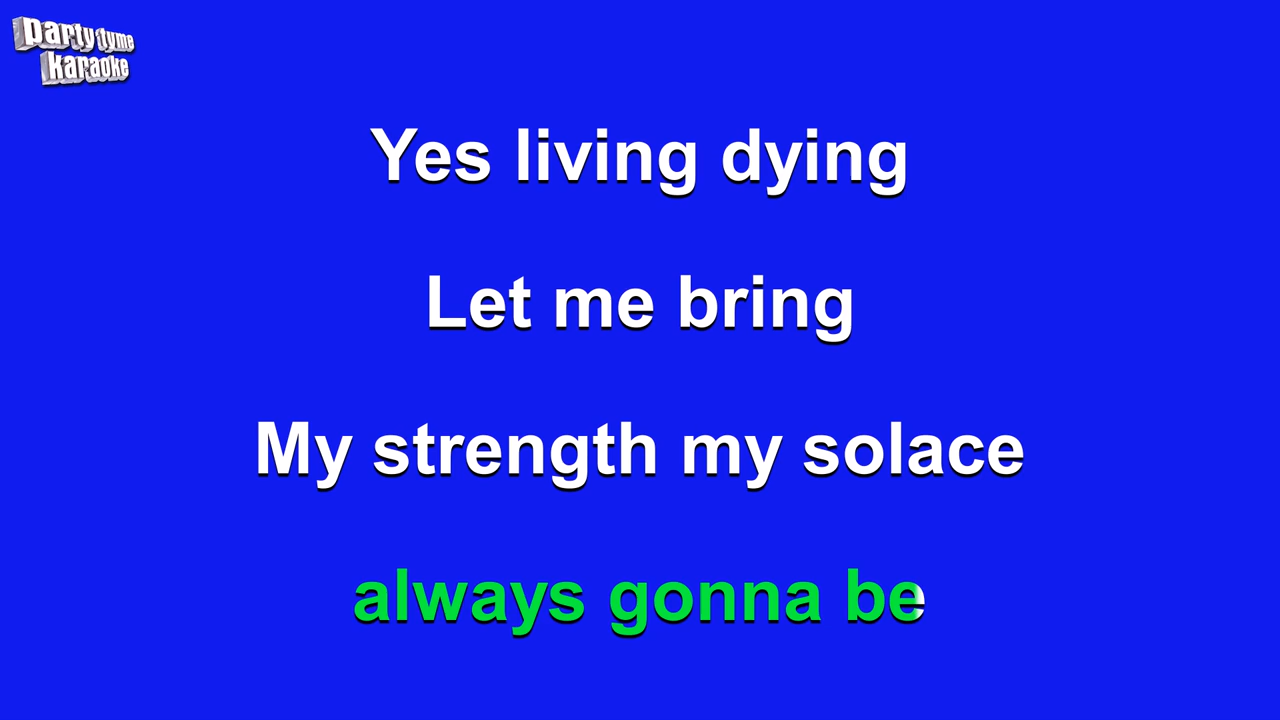 party tyme
karaoke
Yes living dying
Let me bring
My strength my solace
always gonna be